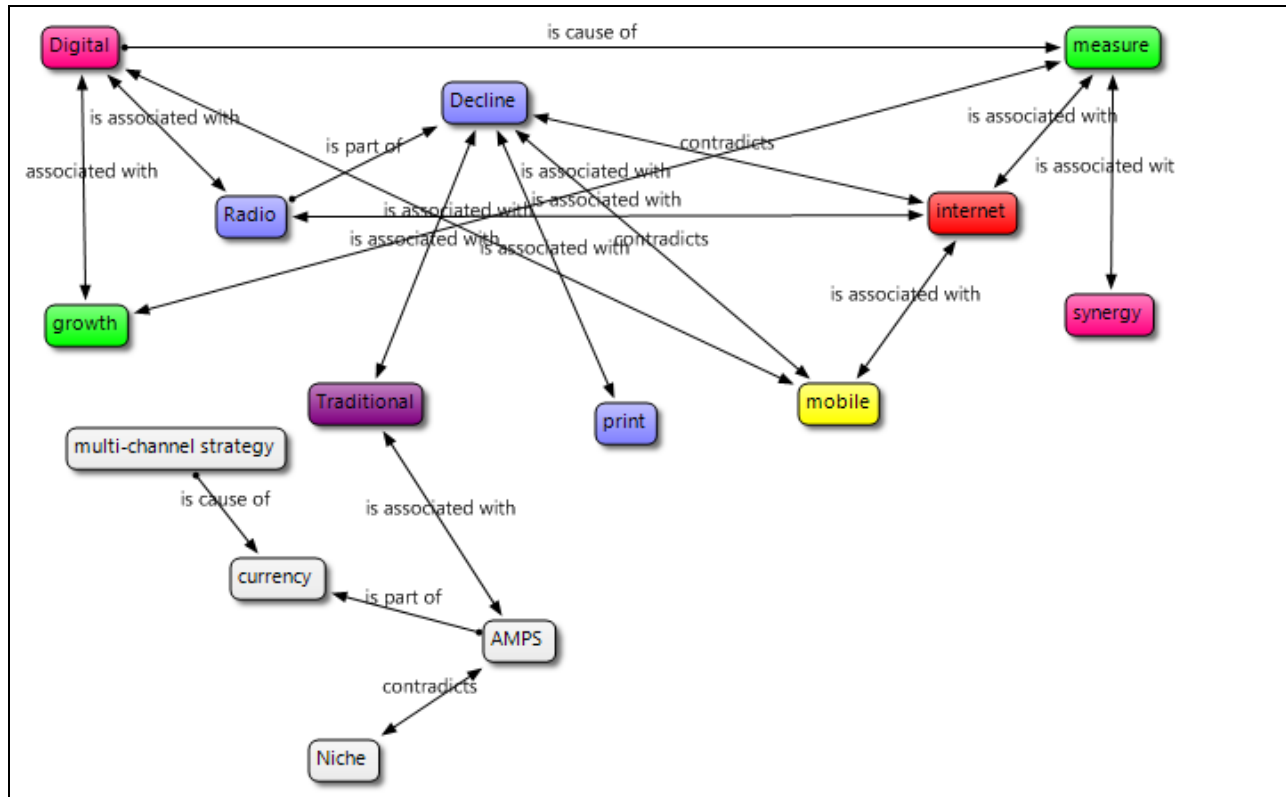 Digital
is cause of
measure
Decline
is associated with
is part of
contradicts
is associated with
associated with
is associated with
is associated wit
Radio
is associated with
is associated with
internet
is associated with
is associated with
contradicts
is associated with
growth
synergy
Traditional
print
mobile
multi-channel strategy
is cause of
is associated with
currency
is part of
AMPS
contradicts
Niche